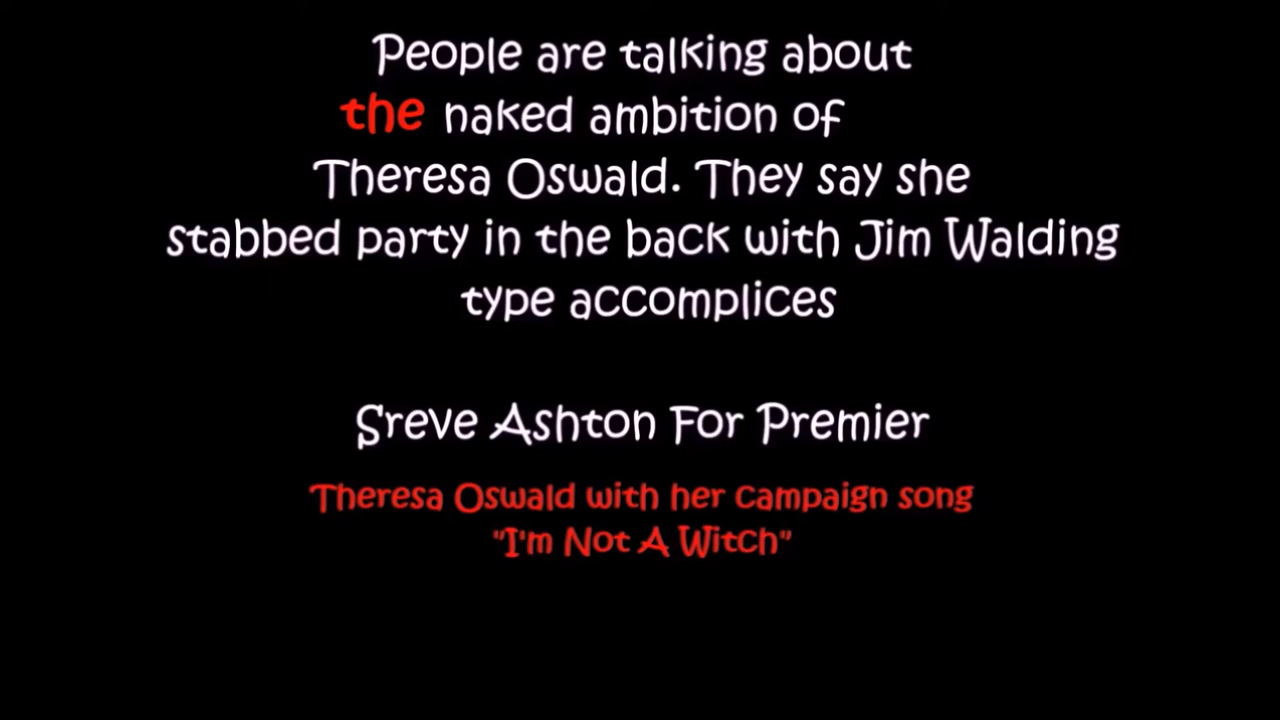 People are talking about
the naked ambition of
Theresa Oswald. They say she
stabbed party in the back with Jim Walding
type accomplices
Sreve Ashton For Premier
Theresa Oswald with her campaign song
"I'm Not A Witch"